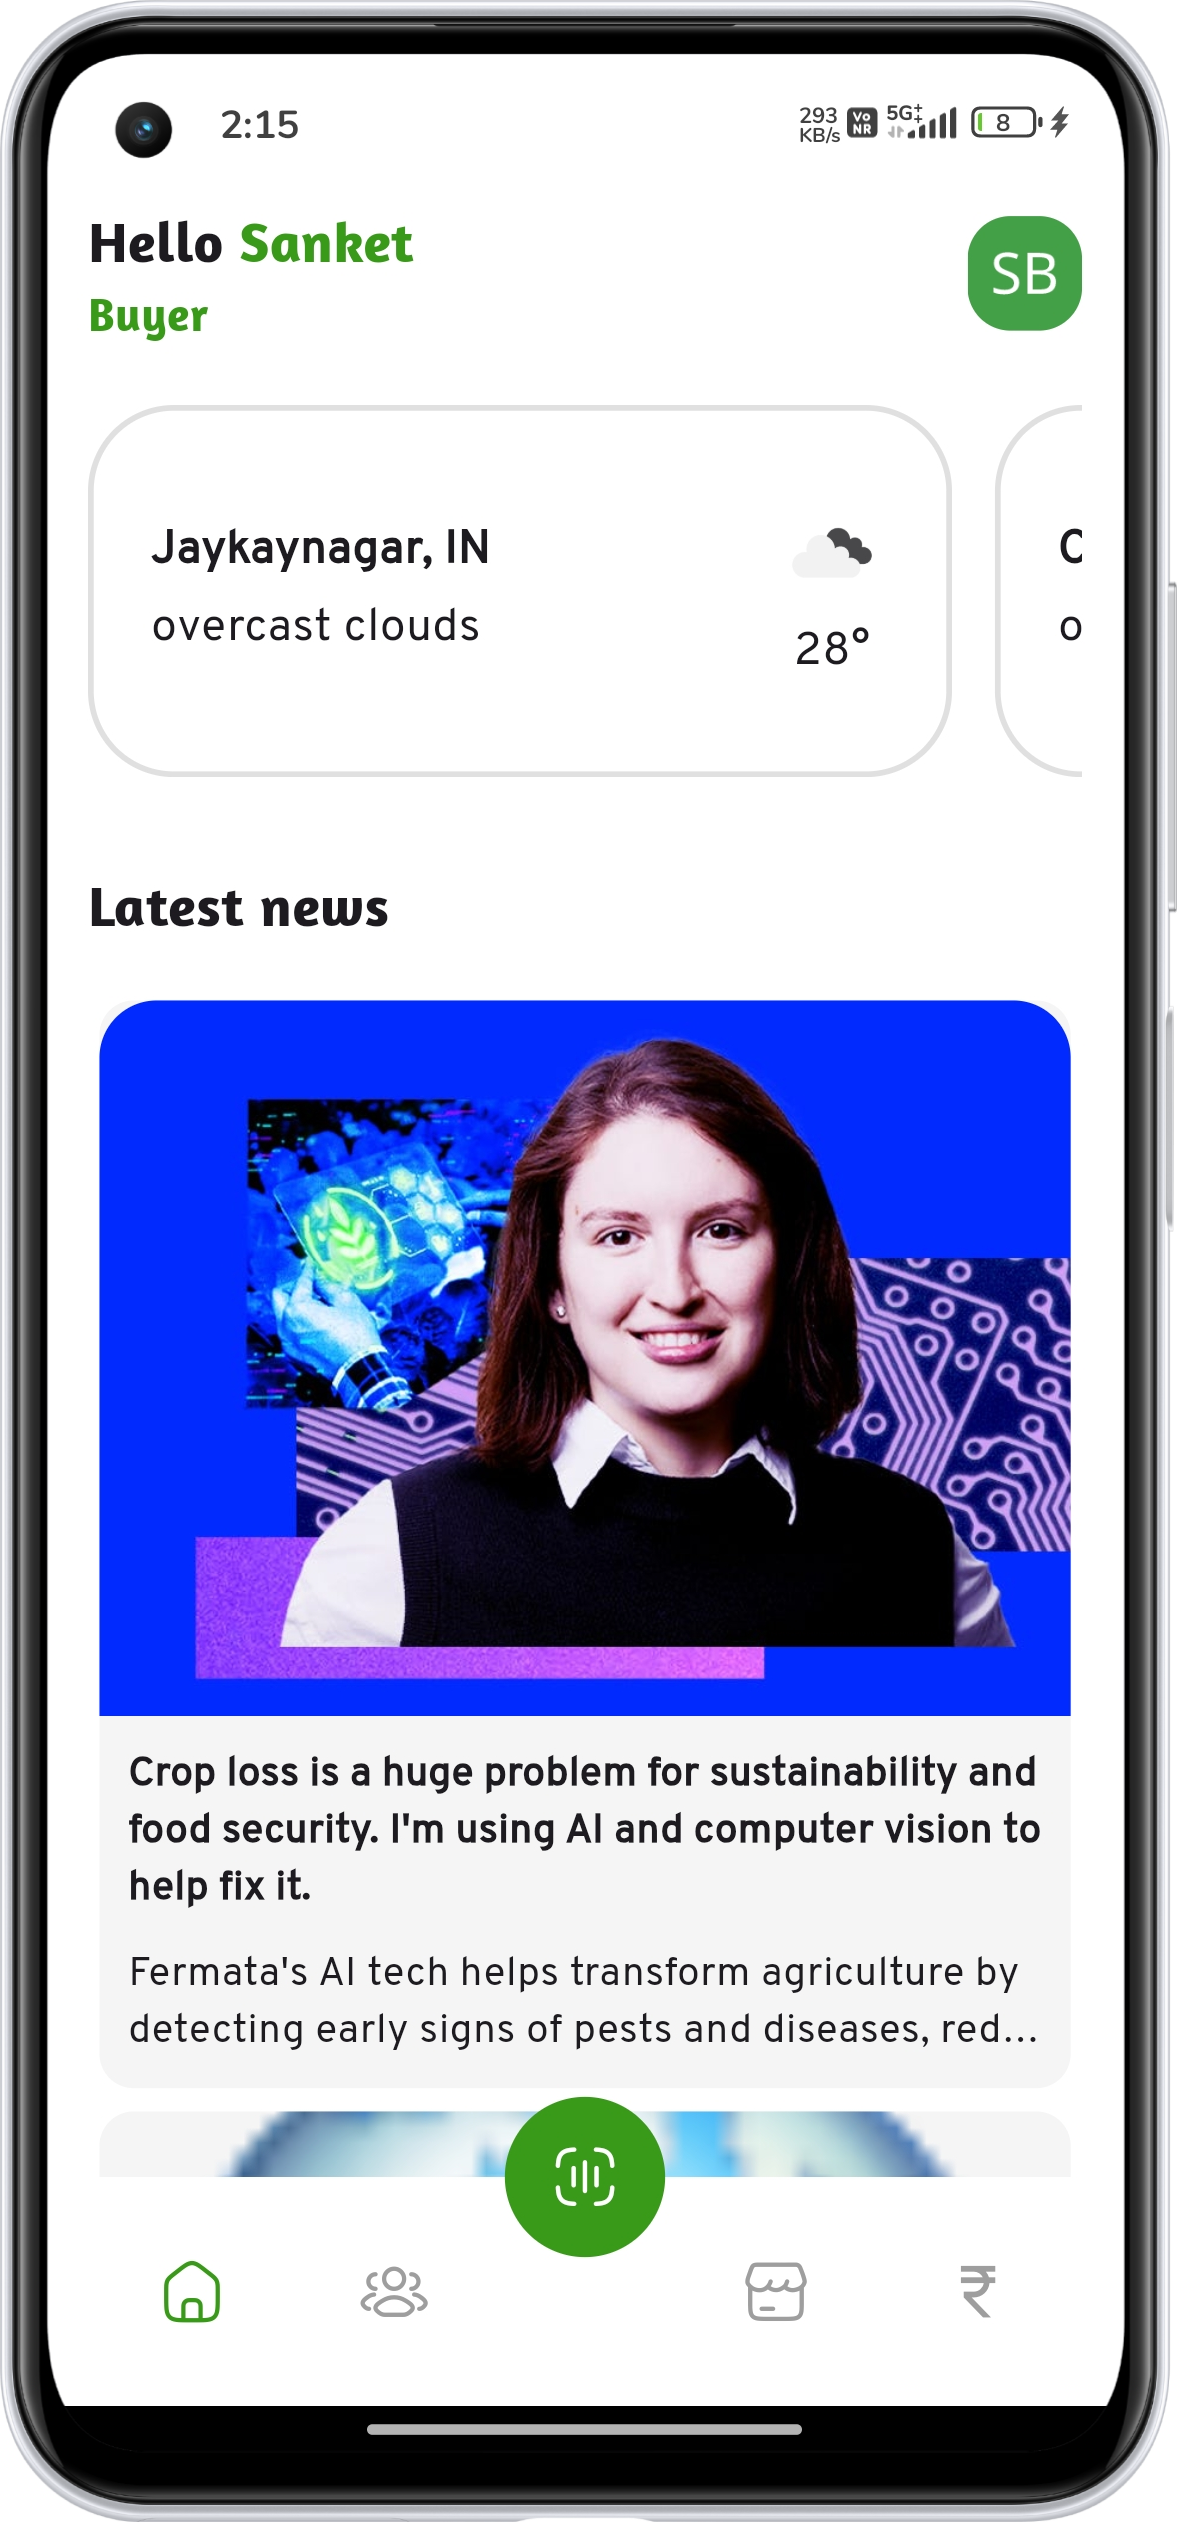 2:15
293
KB/s
Vo
NR
5G‡
8
Hello Sanket
SB
Buyer
Jaykaynagar, IN
overcast clouds
28°
C
o
Latest news
Crop loss is a huge problem for sustainability and
food security. I'm using AI and computer vision to
help fix it.
Fermata's AI tech helps transform agriculture by
detecting early signs of pests and diseases, red...
₹